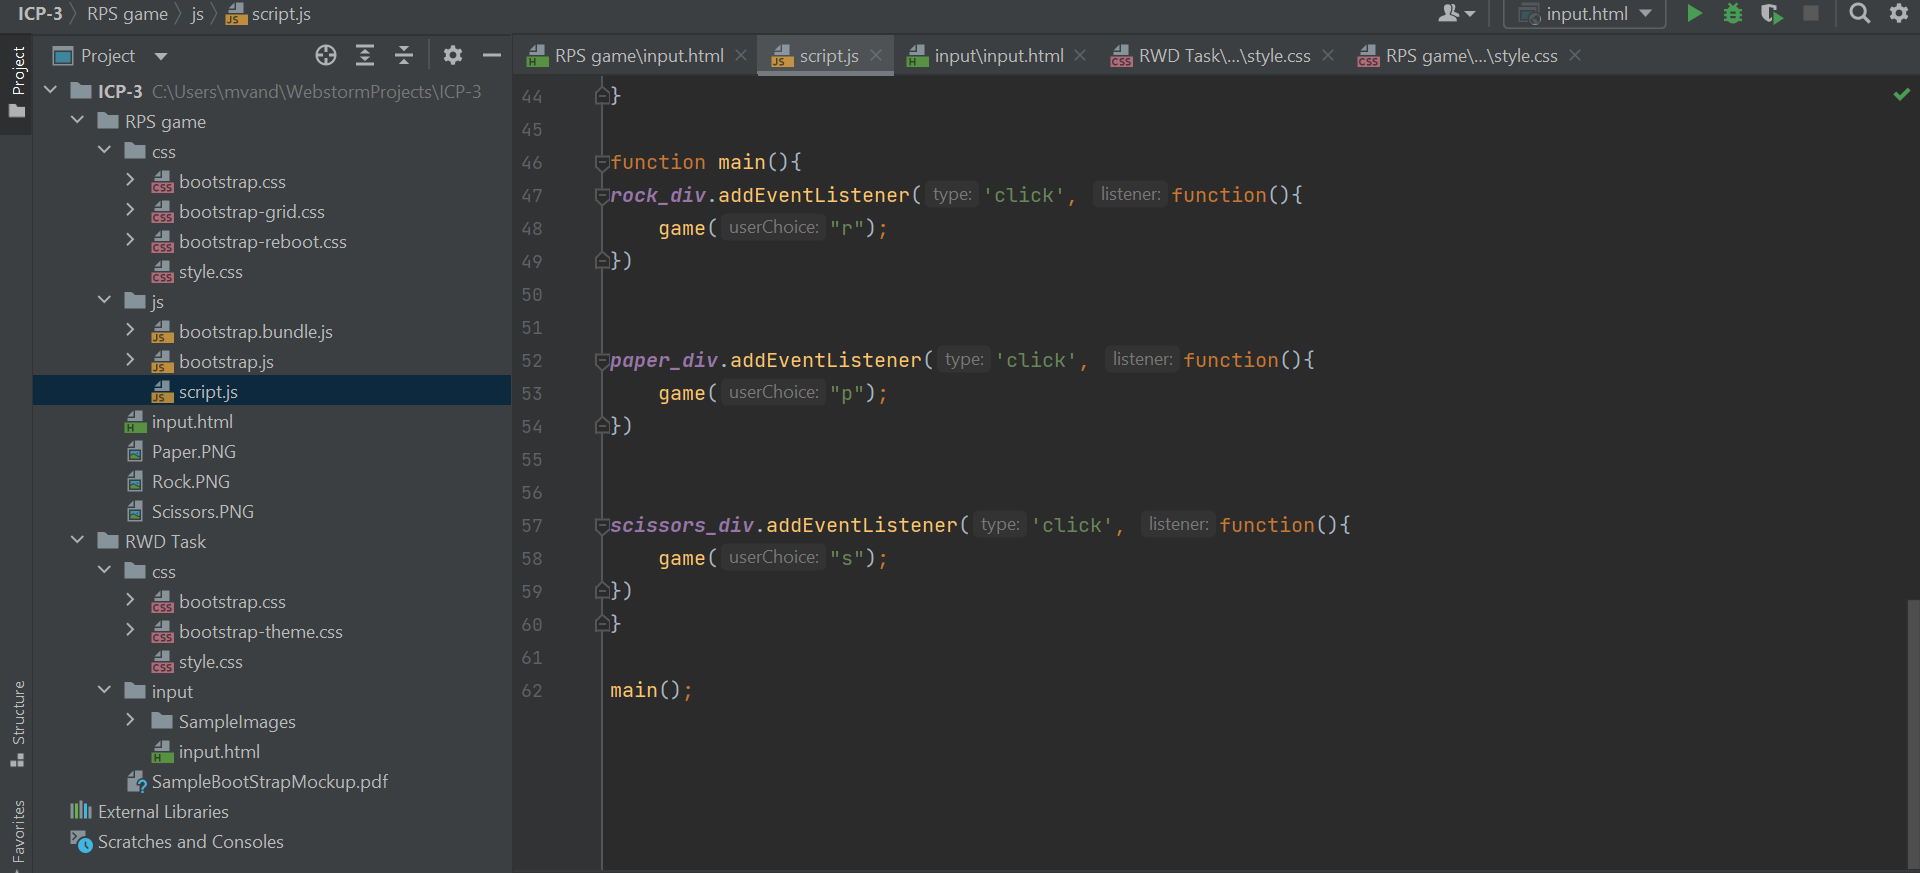 ICP-3 RPS game js script.js
input.html
Project
Project
Structure
Favorites
ICP-3 C:\Users\mvand\WebstormProjects\ICP-3
RPS game
css
bootstrap.css
bootstrap-grid.css
bootstrap-reboot.css
style.css
js
bootstrap.bundle.js
bootstrap.js
script.js
input.html
Paper.PNG
Rock.PNG
Scissors.PNG
RWD Task
css
bootstrap.css
bootstrap-theme.css
style.css
input
SampleImages
input.html
SampleBootStrapMockup.pdf
External Libraries
Scratches and Consoles
RPS game\input.html script.js input\input.html RWD Task\...\style.css RPS game\...\style.css
44 }
45
46 function main(){
47 rock_div.addEventListener( type: 'click', listener: function(){
48 game( userChoice: "r");
49 })
50
51
52 paper_div.addEventListener( type: 'click', listener: function(){
53 game( userChoice: "p");
54 })
55
56
57 scissors_div.addEventListener( type: 'click', listener: function(){
58 game( userChoice: "s");
59 })
60 }
61
62 main();